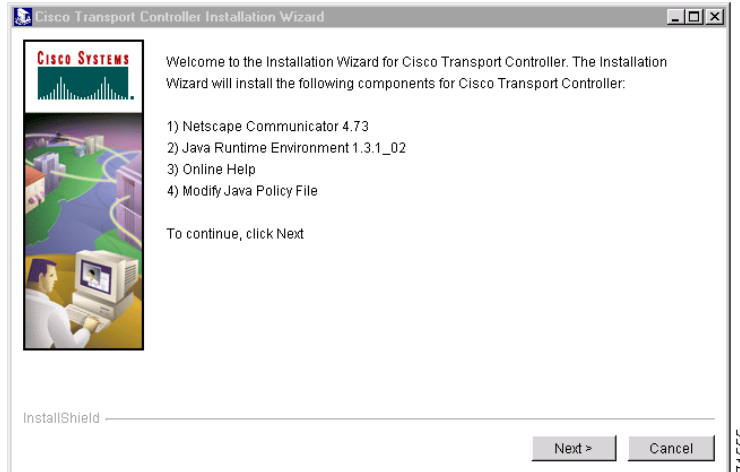 Cisco Transport Controller Installation Wizard
CISCO SYSTEMS
Welcome to the Installation Wizard for Cisco Transport Controller. The Installation
Wizard will install the following components for Cisco Transport Controller:
1) Netscape Communicator 4.73
2) Java Runtime Environment 1.3.1_02
3) Online Help
4) Modify Java Policy File
To continue, click Next
InstallShield
Next >
Cancel